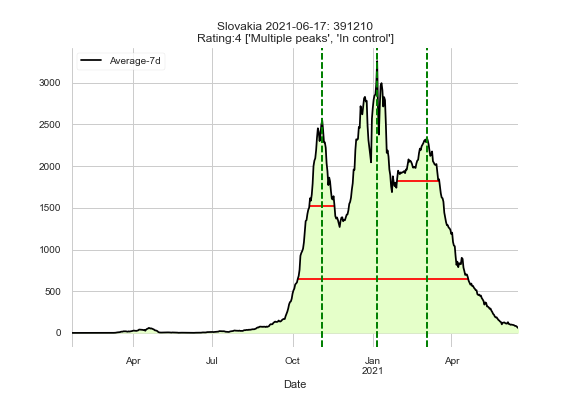 Slovakia 2021-06-17: 391210
Rating:4 ['Multiple peaks', 'In control']
Average-7d
3000
2500
2000
1500
1000
500
0
Apr
Jul
Oct
Jan
2021
Apr
Date